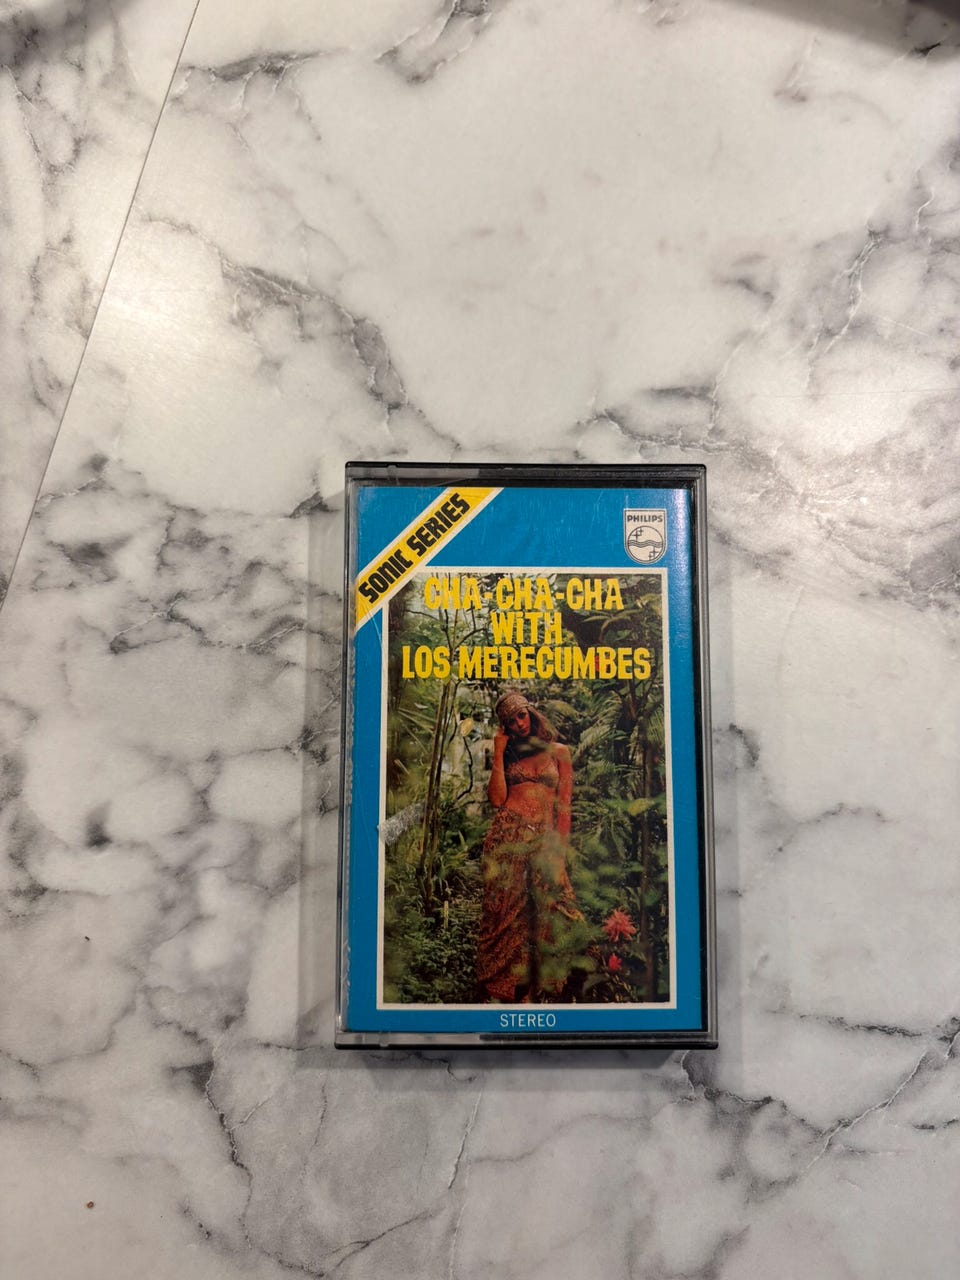 SONIC SERIES
PHILIPS
CHA-CHA-CHA
WITH
LOS MERECUMBES
STEREO